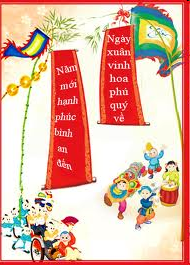 Năm
mới
hạnh
phúc
bình
an
đến
Ngày
xuân
vinh
hoa
phú
quý
về